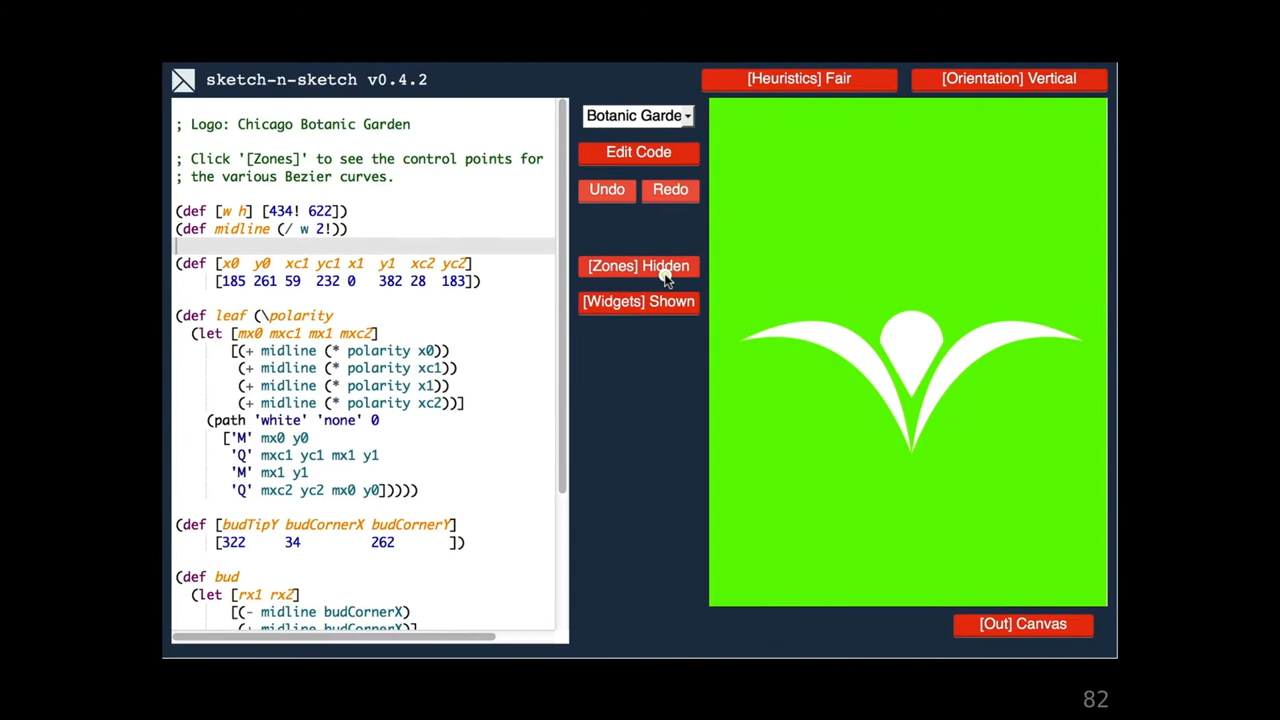 sketch-n-sketch v0.4.2
[Heuristics] Fair
[Orientation] Vertical
; Logo: Chicago Botanic Garden
; Click '[Zones]' to see the control points for
; the various Bezier curves.
(def [w h] [434! 622])
(def midline (/ w 2!))
(def [x0 y0 xc1 yc1 x1 y1 xc2 yc2]
[185 261 59 232 0 382 28 183])
(def leaf (\polarity
(let [mx0 mxc1 mx1 mxc2]
[(+ midline (* polarity x0))
(+ midline (* polarity xc1))
(+ midline (* polarity x1))
(+ midline (* polarity xc2))]
(path 'white' 'none' 0
['M' mx0 y0
'Q' mxc1 yc1 mx1 y1
'M' mx1 y1
'Q' mxc2 yc2 mx0 y0]))))
(def [budTipY budCornerX budCornerY]
[322 34 262 ])
(def bud
(let [rx1 rx2]
[(- midline budCornerX)
(+ midline budCornerX)]
Botanic Garde
Edit Code
Undo
Redo
[Zones] Hidden
[Widgets] Shown
[Out] Canvas
82